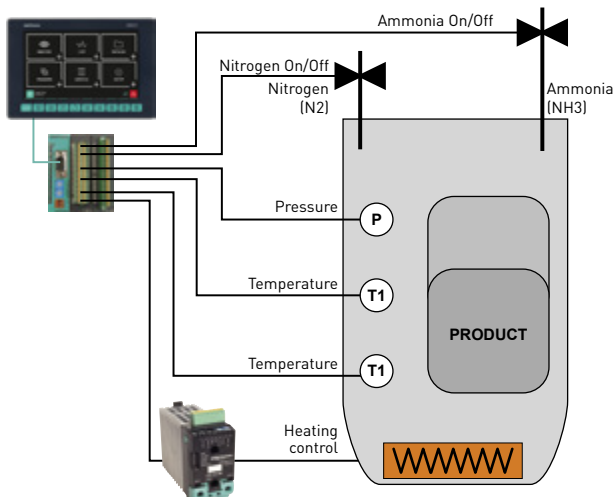 Ammonia On/Off
Nitrogen On/Off
Nitrogen
(N2)
Ammonia
(NH3)
Pressure
P
Temperature
T1
PRODUCT
Temperature
T1
Heating
control